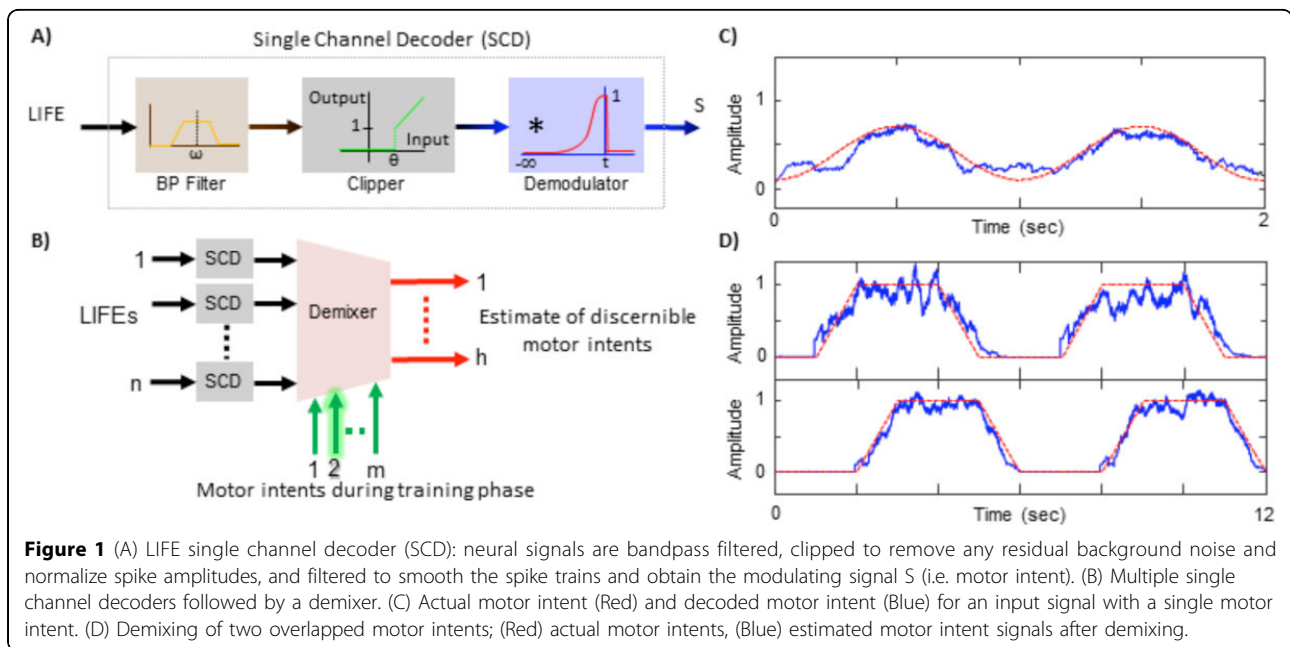 A)
Single Channel Decoder (SCD)
LIFE
ω
BP Filter
Output
1
Input
θ
Clipper
*
1
-∞
t
Demodulator
S
B)
1
SCD
LIFEs
SCD
n
SCD
Demixer
1
Estimate of discernible
motor intents
h
1 2 m
Motor intents during training phase
C)
Amplitude
1
0
0
Time (sec)
2
D)
Amplitude
1
0
Amplitude
1
0
0
Time (sec)
12
Figure 1 (A) LIFE single channel decoder (SCD): neural signals are bandpass filtered, clipped to remove any residual background noise and
normalize spike amplitudes, and filtered to smooth the spike trains and obtain the modulating signal S (i.e. motor intent). (B) Multiple single
channel decoders followed by a demixer. (C) Actual motor intent (Red) and decoded motor intent (Blue) for an input signal with a single motor
intent. (D) Demixing of two overlapped motor intents; (Red) actual motor intents, (Blue) estimated motor intent signals after demixing.